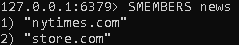 127.0.0.1:6379> SMEMBERS news
1) "nytimes.com"
2) "store.com"